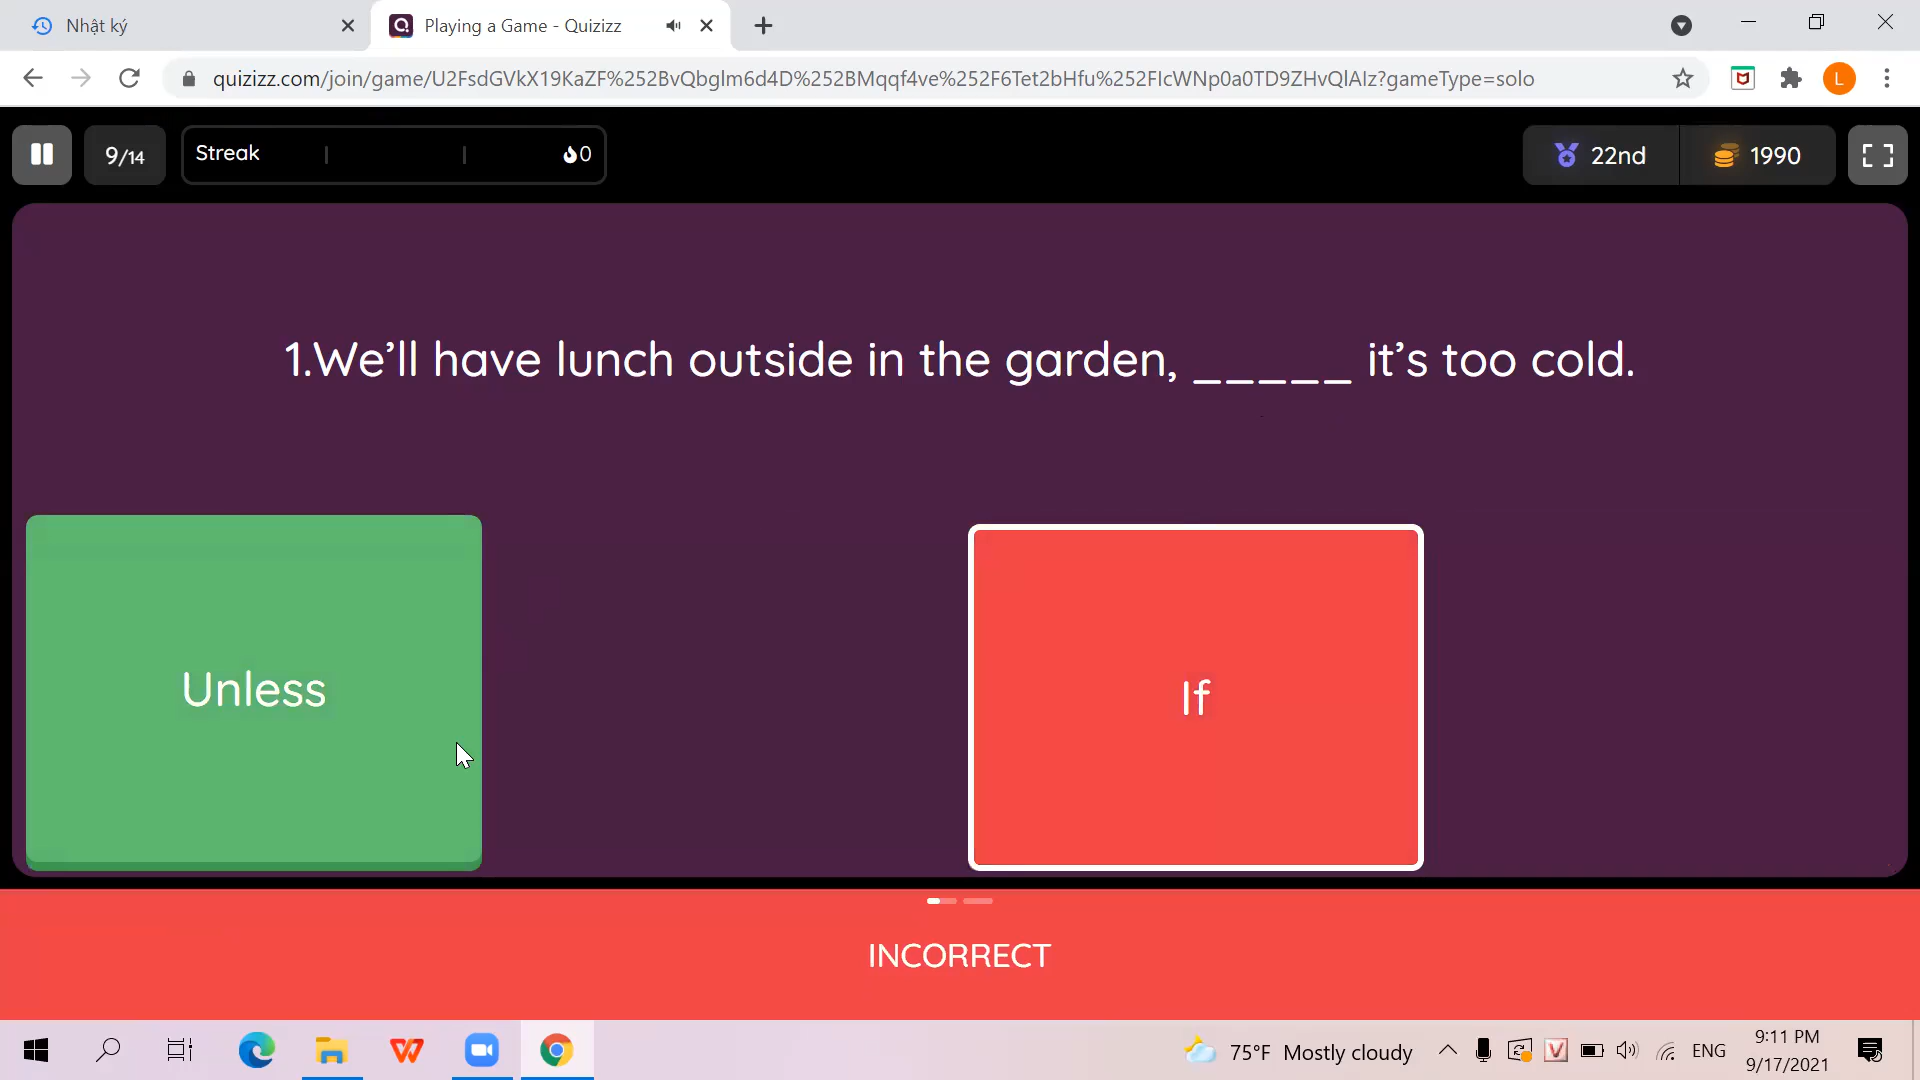 Nhật ký
Playing a Game - Quizizz
quizizz.com/join/game/U2FsdGVkX19KaZF%252BvQbglm6d4D%252BMqqf4ve%252F6Tet2bHfu%252FIcWNp0a0TD9ZHvQlAIz?gameType=solo
L
9/14
Streak
0
22nd
1990
1.We’ll have lunch outside in the garden, _____ it’s too cold.
Unless
If
INCORRECT
75°F Mostly cloudy
ENG
9:11 PM
9/17/2021